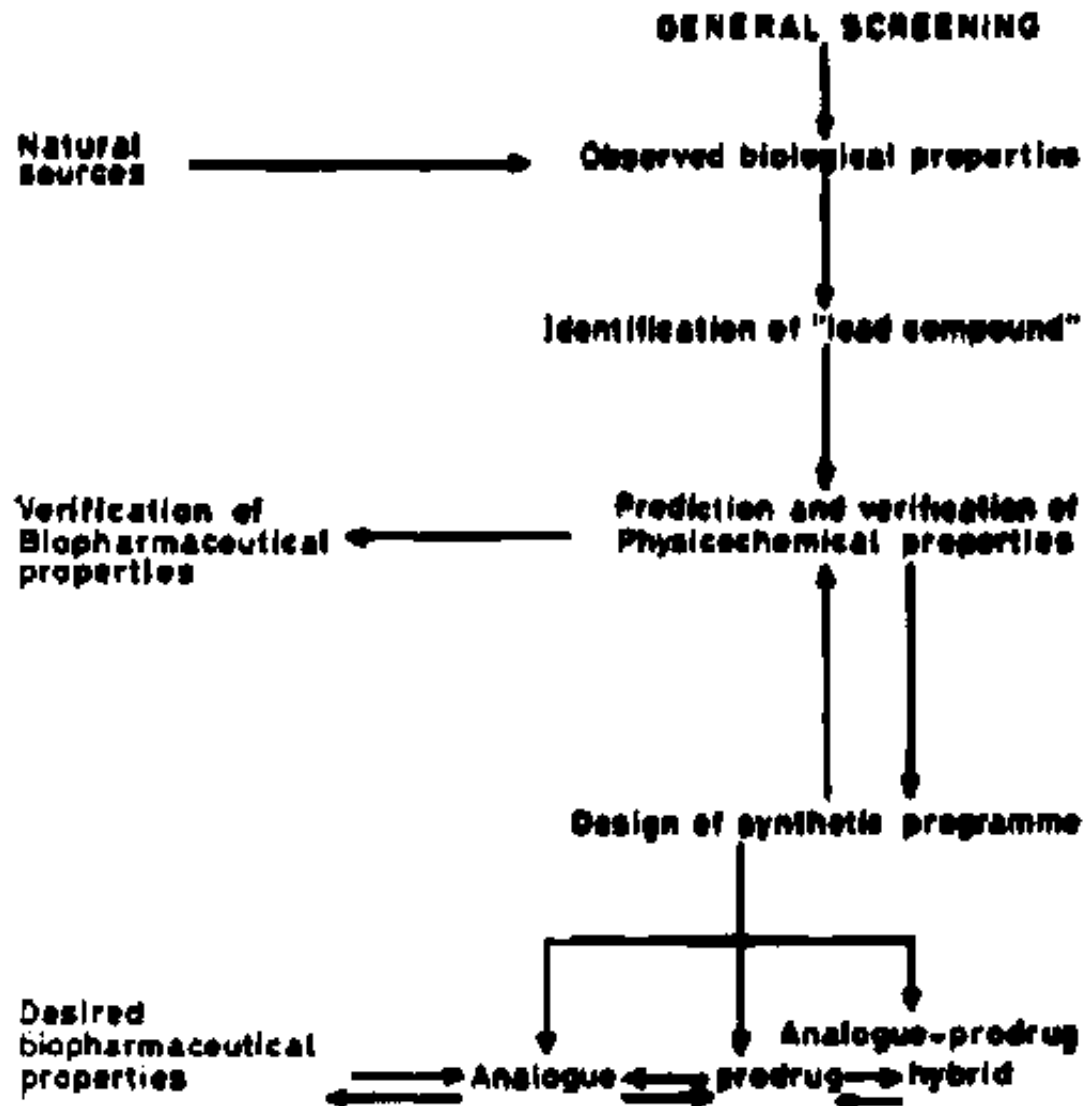 GENERAL SCREENING
Natural
sources
Observed biological properties
Identification of "lead compound"
Verification of
Biopharmaceutical
properties
Prediction and verification of
Physicochemical properties
Design of synthetic programme
Desired
biopharmaceutical
properties
Analogue-prodrug
Analogue prodrug hybrid